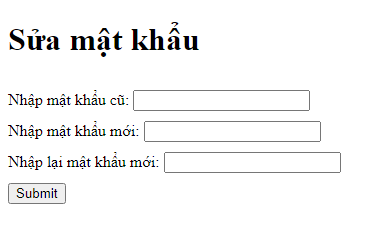 Sửa mật khẩu
Nhập mật khẩu cũ:
Nhập mật khẩu mới:
Nhập lại mật khẩu mới:
Submit